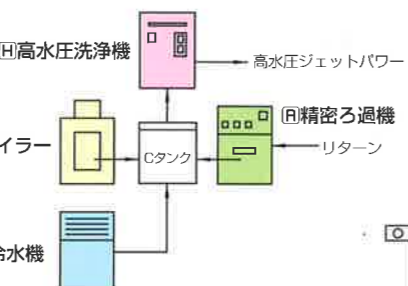 H高水圧洗浄機
高水圧ジェットパワー
R精密ろ過機
イラー
Cタンク
リターン
冷水機